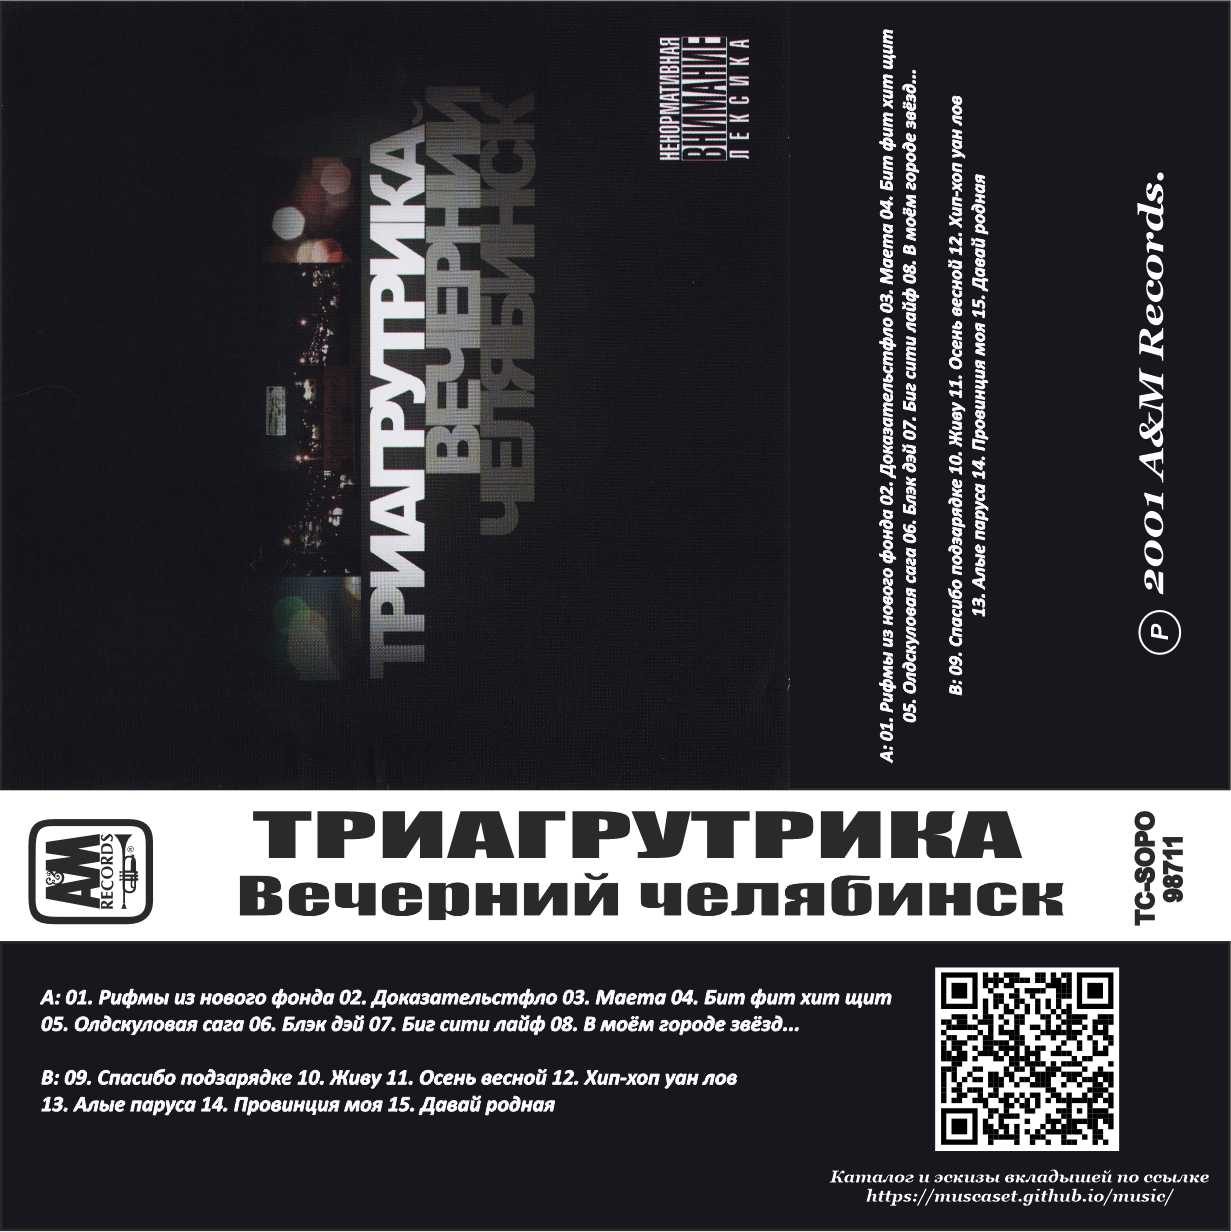 ТРИАГРУТРИКА
ВЕЧЕРНИЙ
ЧЕЛЯБИНСК
НЕНОРМАТИВНАЯ
ВНИМАНИЕ
ЛЕКСИКА
A: 01. Рифмы из нового фонда 02. Доказательстфло 03. Маета 04. Бит фит хит щит
05. Олдскуловая сага 06. Блэк дэй 07. Биг сити лайф 08. В моём городе звёзд...
B: 09. Спасибо подзарядке 10. Живу 11. Осень весной 12. Хип-хоп уан лов
13. Алые паруса 14. Провинция моя 15. Давай родная
P 2001 A&M Records.
A&M
RECORDS®
ТРИАГРУТРИКА
Вечерний челябинск
TC-SOPO
98711
A: 01. Рифмы из нового фонда 02. Доказательстфло 03. Маета 04. Бит фит хит щит
05. Олдскуловая сага 06. Блэк дэй 07. Биг сити лайф 08. В моём городе звёзд...
B: 09. Спасибо подзарядке 10. Живу 11. Осень весной 12. Хип-хоп уан лов
13. Алые паруса 14. Провинция моя 15. Давай родная
Каталог и эскизы вкладышей по ссылке
https://muscaset.github.io/music/